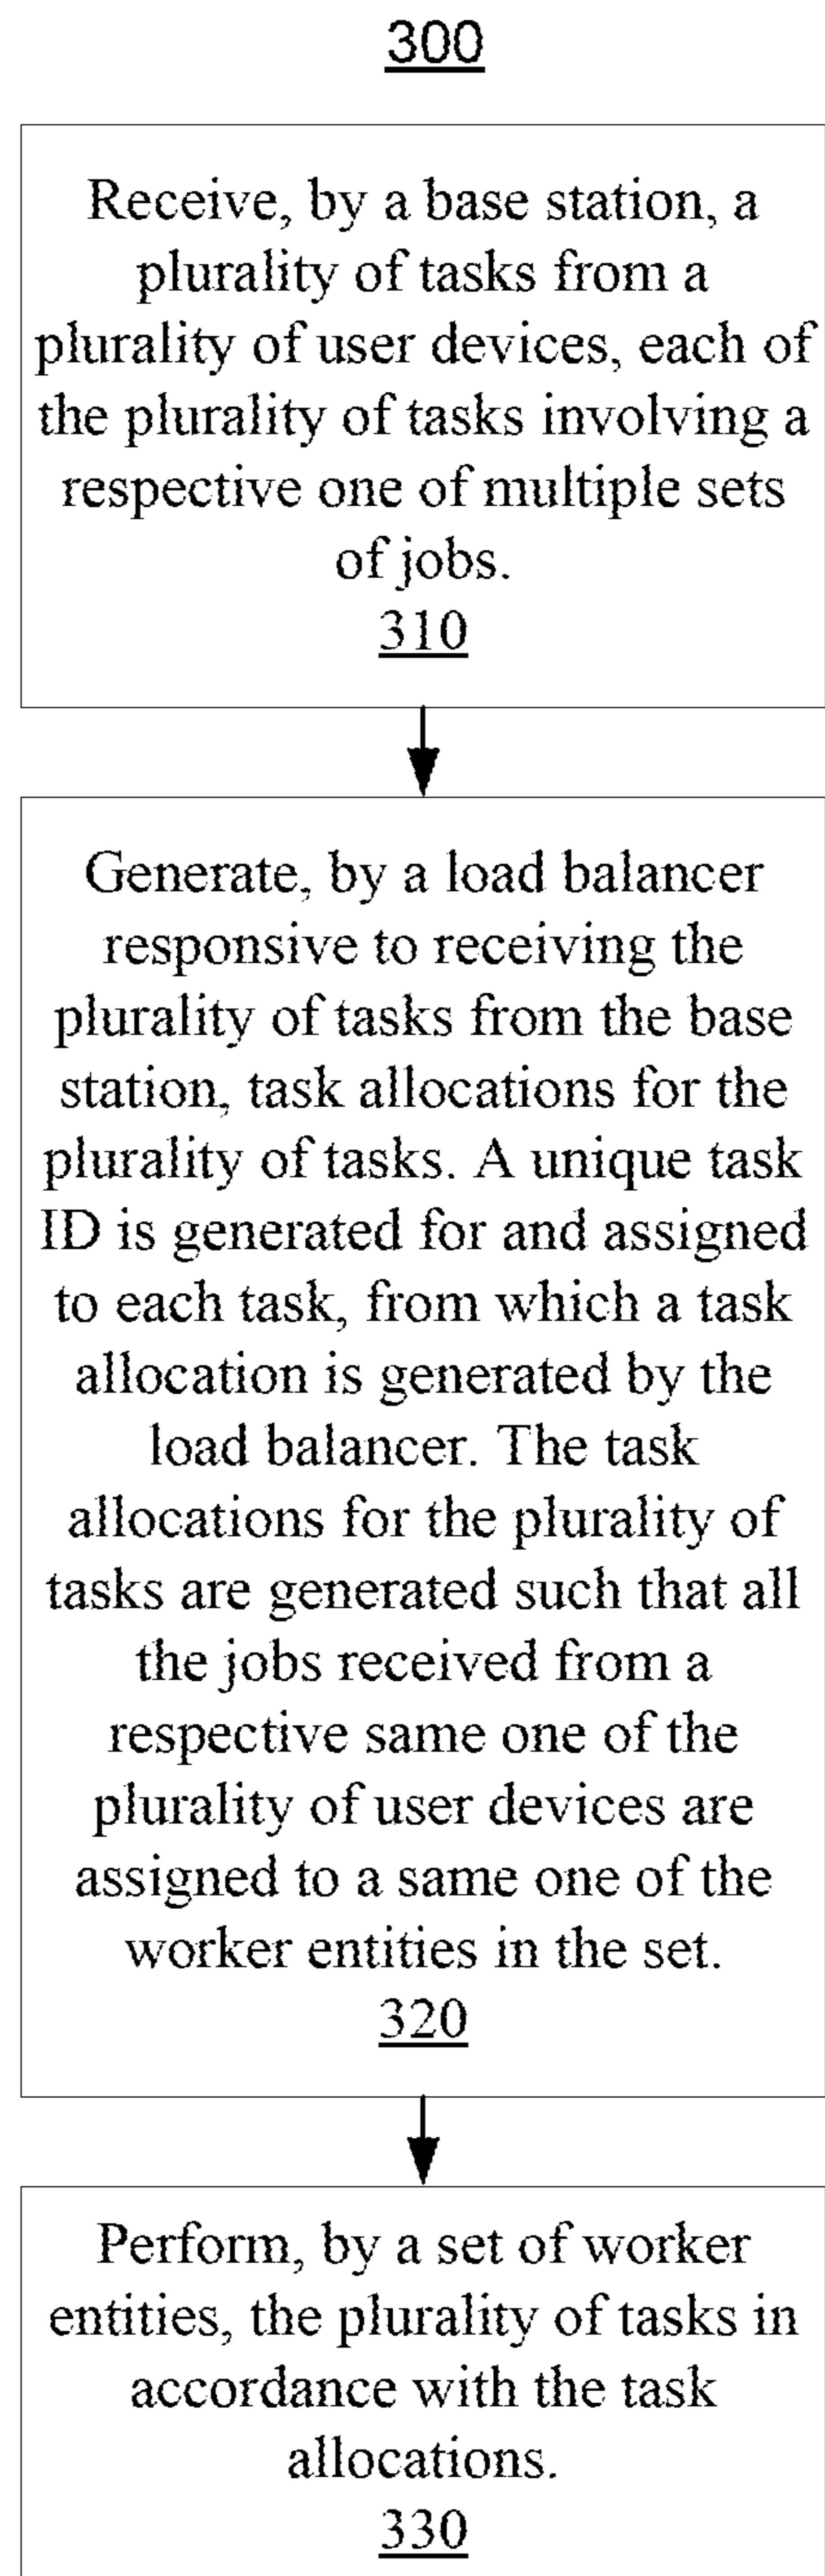 300
Receive, by a base station, a
plurality of tasks from a
plurality of user devices, each of
the plurality of tasks involving a
respective one of multiple sets
of jobs.
310
Generate, by a load balancer
responsive to receiving the
plurality of tasks from the base
station, task allocations for the
plurality of tasks. A unique task
ID is generated for and assigned
to each task, from which a task
allocation is generated by the
load balancer. The task
allocations for the plurality of
tasks are generated such that all
the jobs received from a
respective same one of the
plurality of user devices are
assigned to a same one of the
worker entities in the set.
320
Perform, by a set of worker
entities, the plurality of tasks in
accordance with the task
allocations.
330